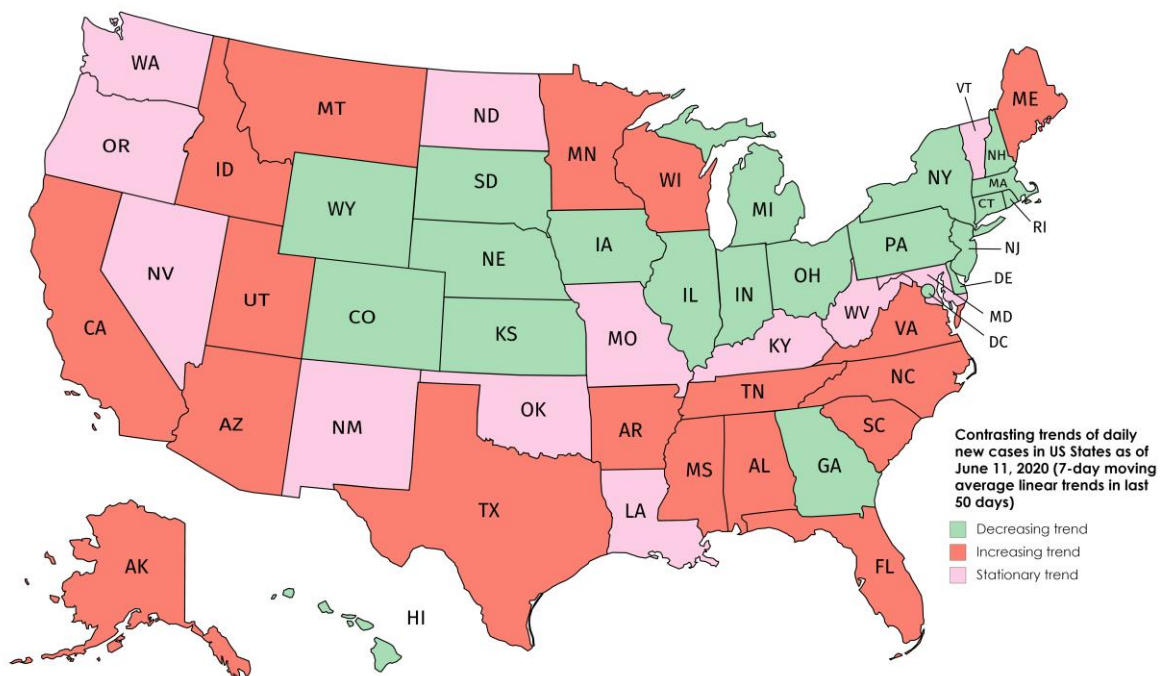 WA
VT
ME
MT
ND
OR
MN
NH
ID
WI
NY
MA
SD
WY
MI
CT
RI
IA
PA
NJ
NE
NV
OH
DE
UT
IL
IN
CA
CO
WV
MD
KS
MO
VA
DC
KY
NC
TN
AZ
OK
NM
AR
SC
Contrasting trends of daily
new cases in US States as of
June 11, 2020 (7-day moving
average linear trends in last
50 days)
MS
AL
GA
TX
LA
Decreasing trend
Increasing trend
Stationary trend
FL
AK
HI